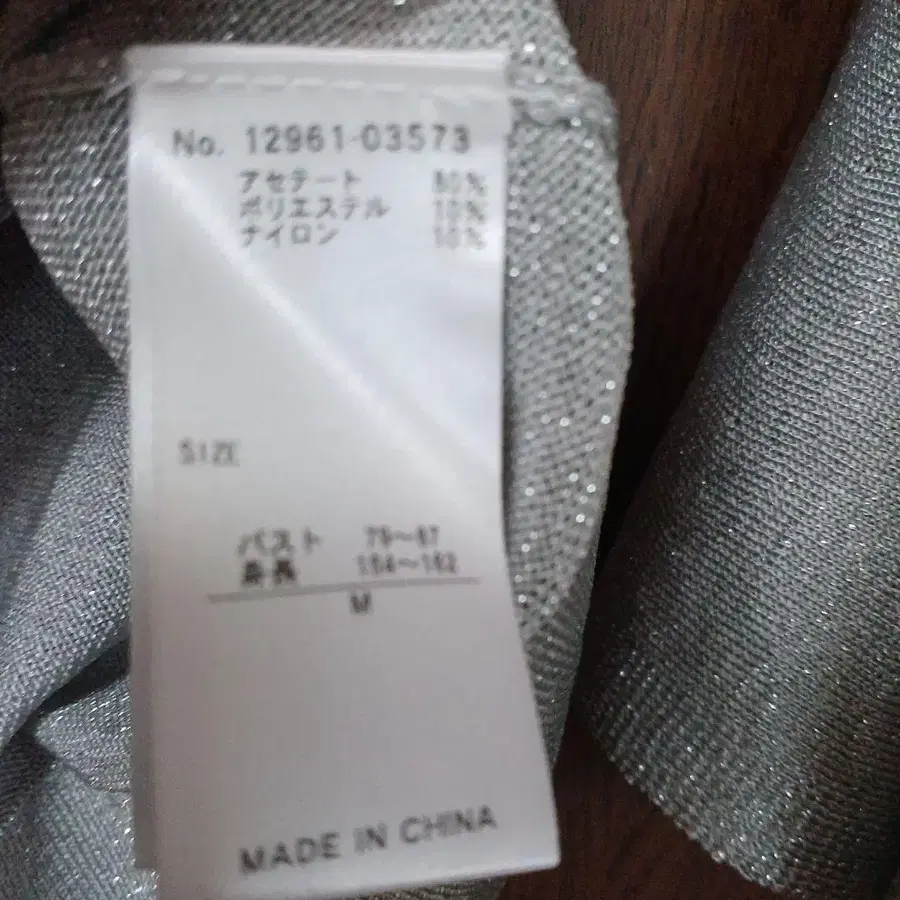 No. 12961-03573
アセテート 80%
ポリエステル 10%
ナイロン 10%
SIZE
バスト 79～87
身長 154～162
M
MADE IN CHINA